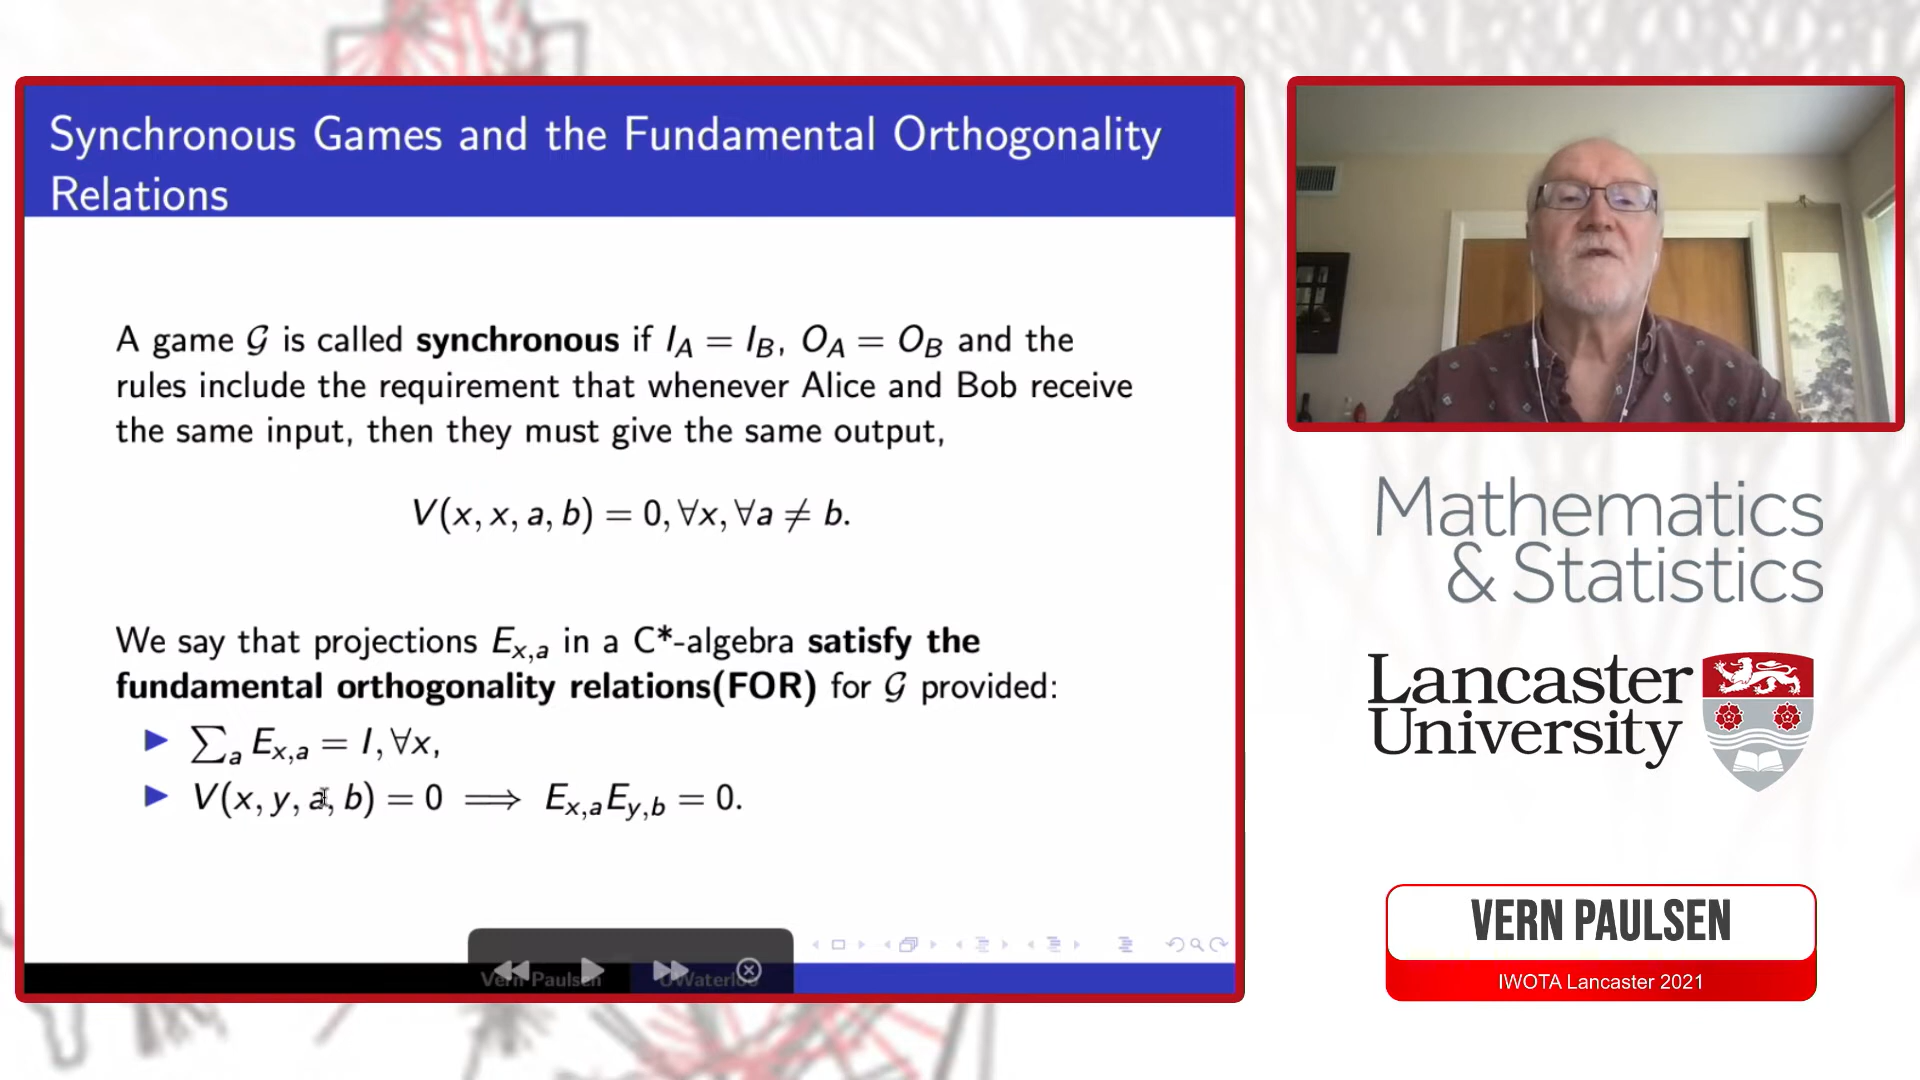 Synchronous Games and the Fundamental Orthogonality
Relations
A game 𝒢 is called synchronous if I_A = I_B, O_A = O_B and the
rules include the requirement that whenever Alice and Bob receive
the same input, then they must give the same output,
V(x, x, a, b) = 0, ∀x, ∀a ≠ b.
We say that projections E_{x,a} in a C*-algebra satisfy the
fundamental orthogonality relations(FOR) for 𝒢 provided:
▶ ∑_a E_{x,a} = I, ∀x,
▶ V(x, y, a, b) = 0 ⟹ E_{x,a}E_{y,b} = 0.
Vern Paulsen UWaterloo
Mathematics
& Statistics
Lancaster
University
VERN PAULSEN
IWOTA Lancaster 2021